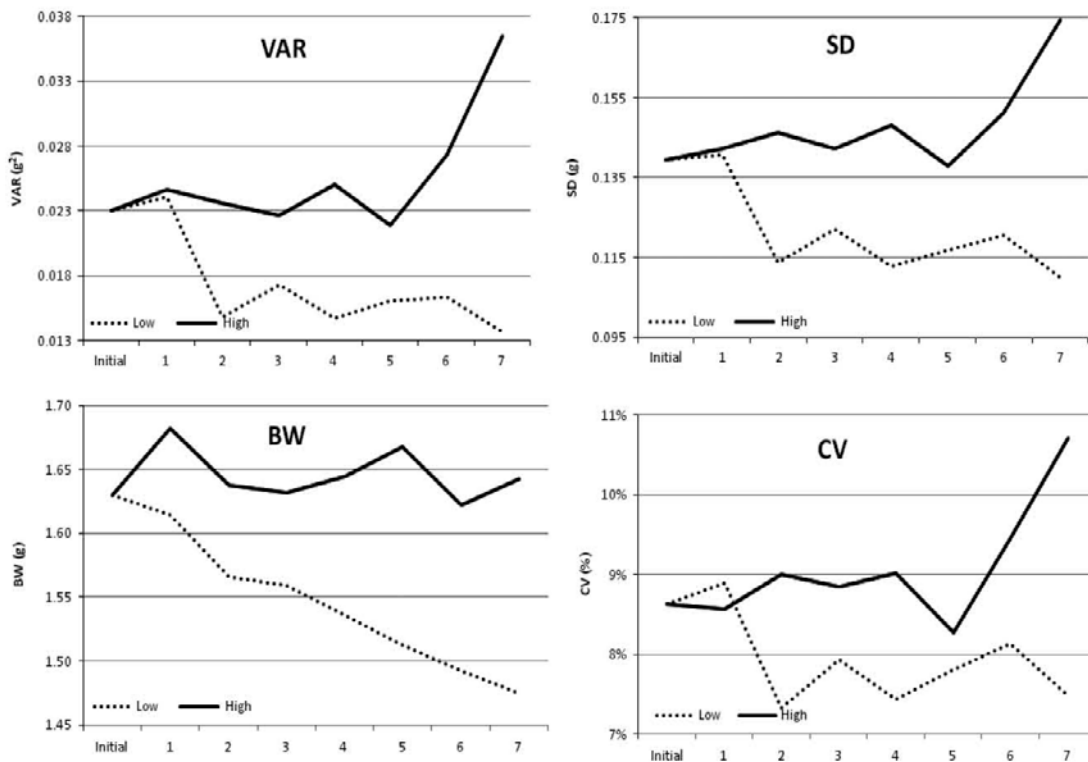 VAR
VAR (g²)
0.038
0.033
0.028
0.023
0.018
0.013
Low High
Initial 1 2 3 4 5 6 7
SD
SD (g)
0.175
0.155
0.135
0.115
0.095
Low High
Initial 1 2 3 4 5 6 7
BW
BW (g)
1.70
1.65
1.60
1.55
1.50
1.45
Low High
Initial 1 2 3 4 5 6 7
CV
CV (%)
11%
10%
9%
8%
7%
Low High
Initial 1 2 3 4 5 6 7